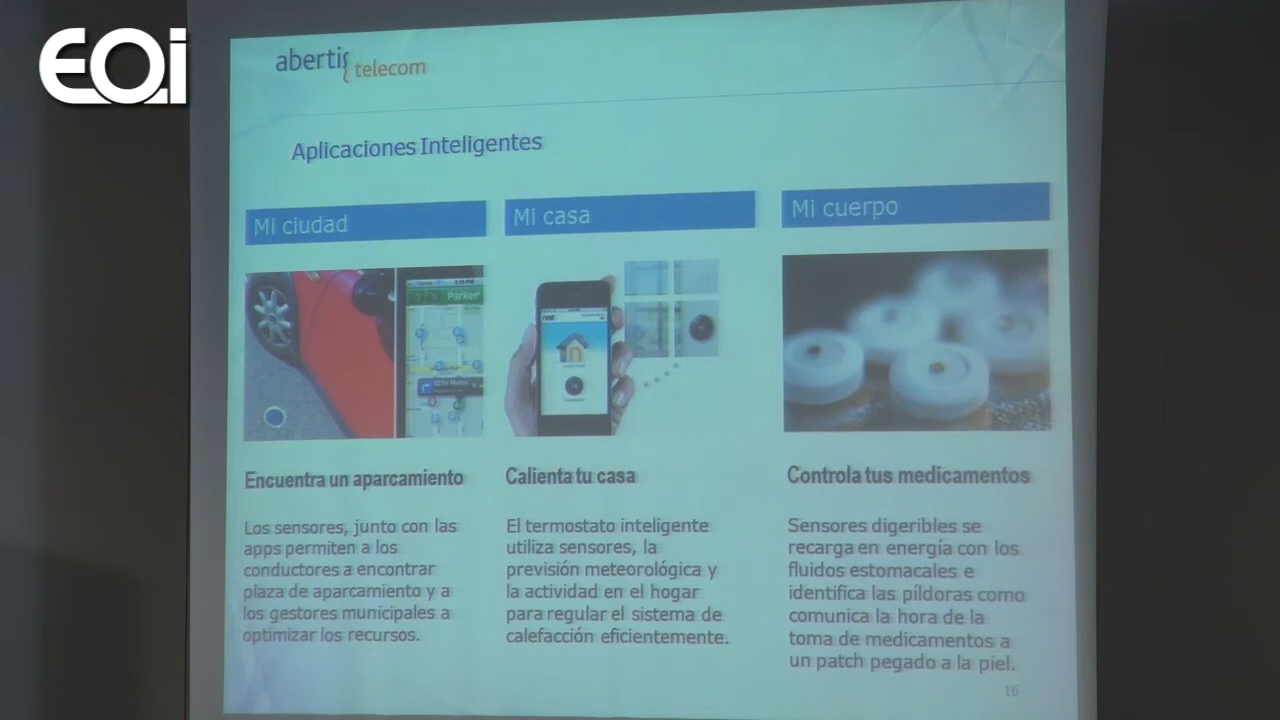 EOi
abertis
telecom
Aplicaciones Inteligentes
Mi ciudad
Mi casa
Mi cuerpo
Parker
Encuentra un aparcamiento
Calienta tu casa
Controla tus medicamentos
Los sensores, junto con las
apps permiten a los
conductores a encontrar
plaza de aparcamiento y a
los gestores municipales a
optimizar los recursos.
El termostato inteligente
utiliza sensores, la
previsión meteorológica y
la actividad en el hogar
para regular el sistema de
calefacción eficientemente.
Sensores digeribles se
recarga en energía con los
fluidos estomacales e
identifica las píldoras como
comunica la hora de la
toma de medicamentos a
un patch pegado a la piel.
16